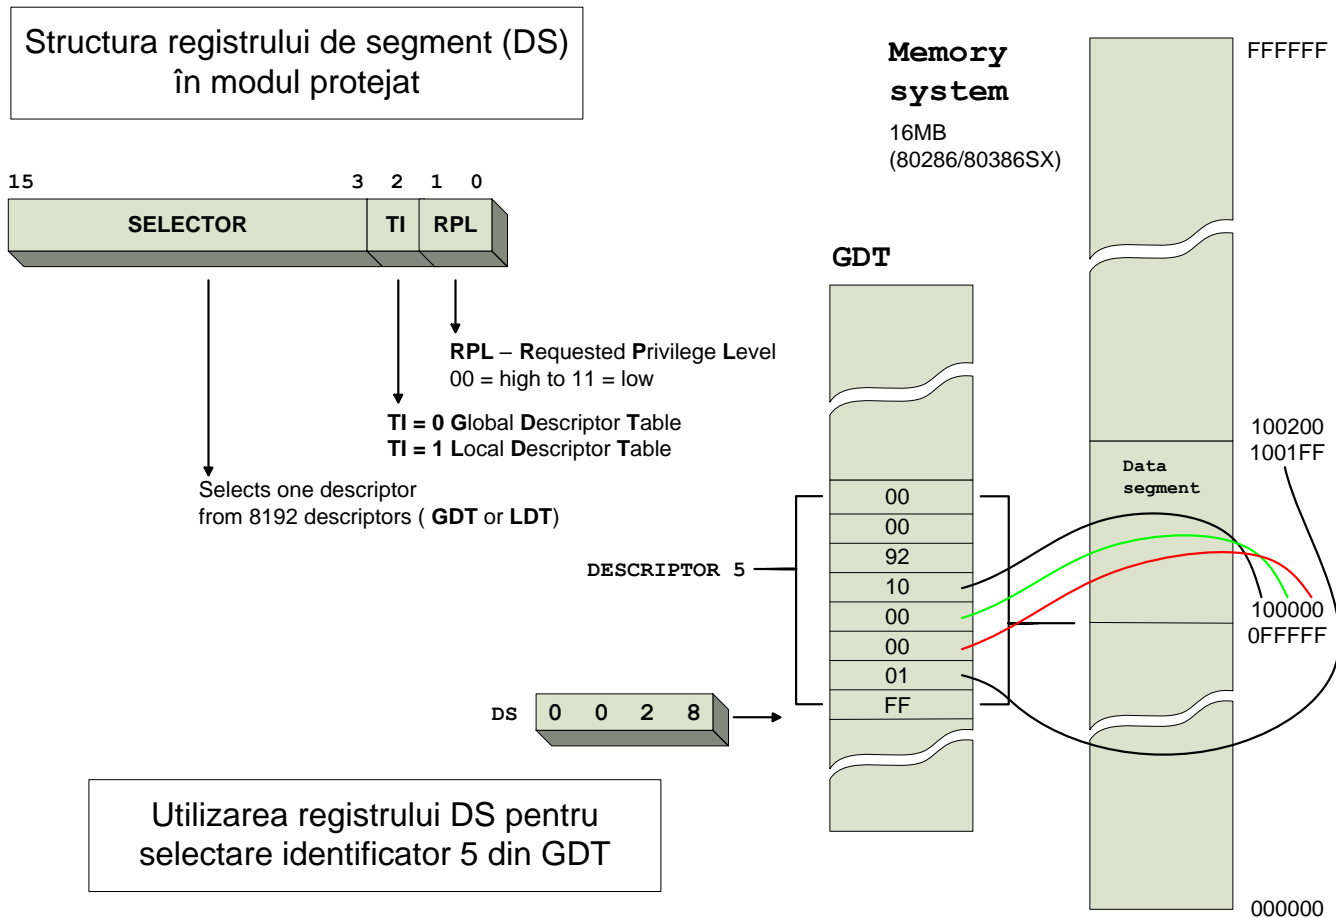 Structura registrului de segment (DS)
în modul protejat
15 3 2 1 0
SELECTOR TI RPL
RPL – Requested Privilege Level
00 = high to 11 = low
TI = 0 Global Descriptor Table
TI = 1 Local Descriptor Table
Selects one descriptor
from 8192 descriptors ( GDT or LDT)
Memory
system
16MB
(80286/80386SX)
FFFFFF
GDT
100200
1001FF
Data
segment
00
00
92
DESCRIPTOR 5
10
00
00
01
FF
100000
0FFFFF
DS 0 0 2 8
Utilizarea registrului DS pentru
selectare identificator 5 din GDT
000000